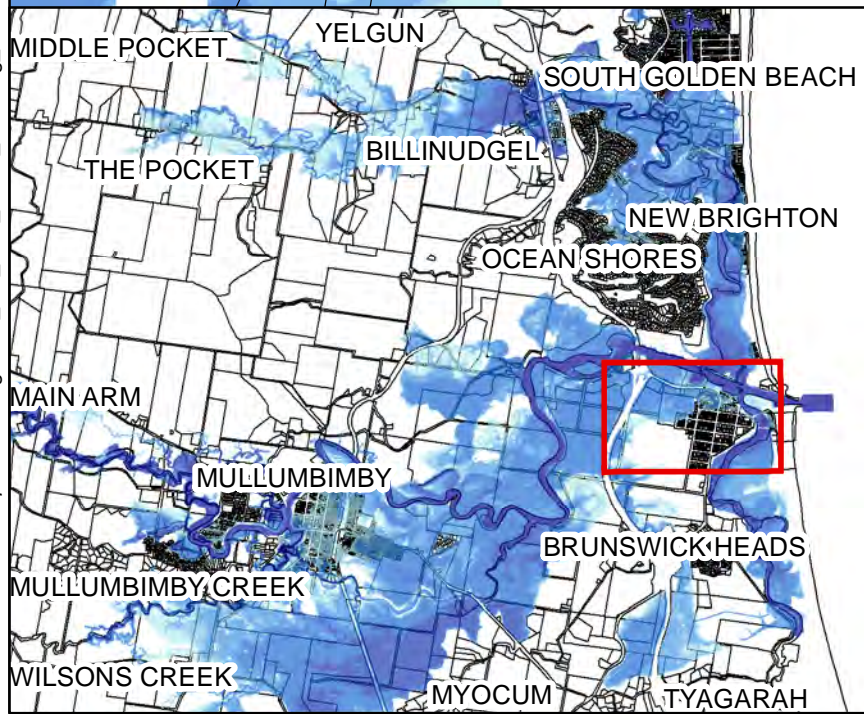 YELGUN
MIDDLE POCKET
SOUTH GOLDEN BEACH
BILLINUDGEL
THE POCKET
NEW BRIGHTON
OCEAN SHORES
MAIN ARM
MULLUMBIMBY
BRUNSWICK HEADS
MULLUMBIMBY CREEK
WILSONS CREEK
MYOCUM
TYAGARAH